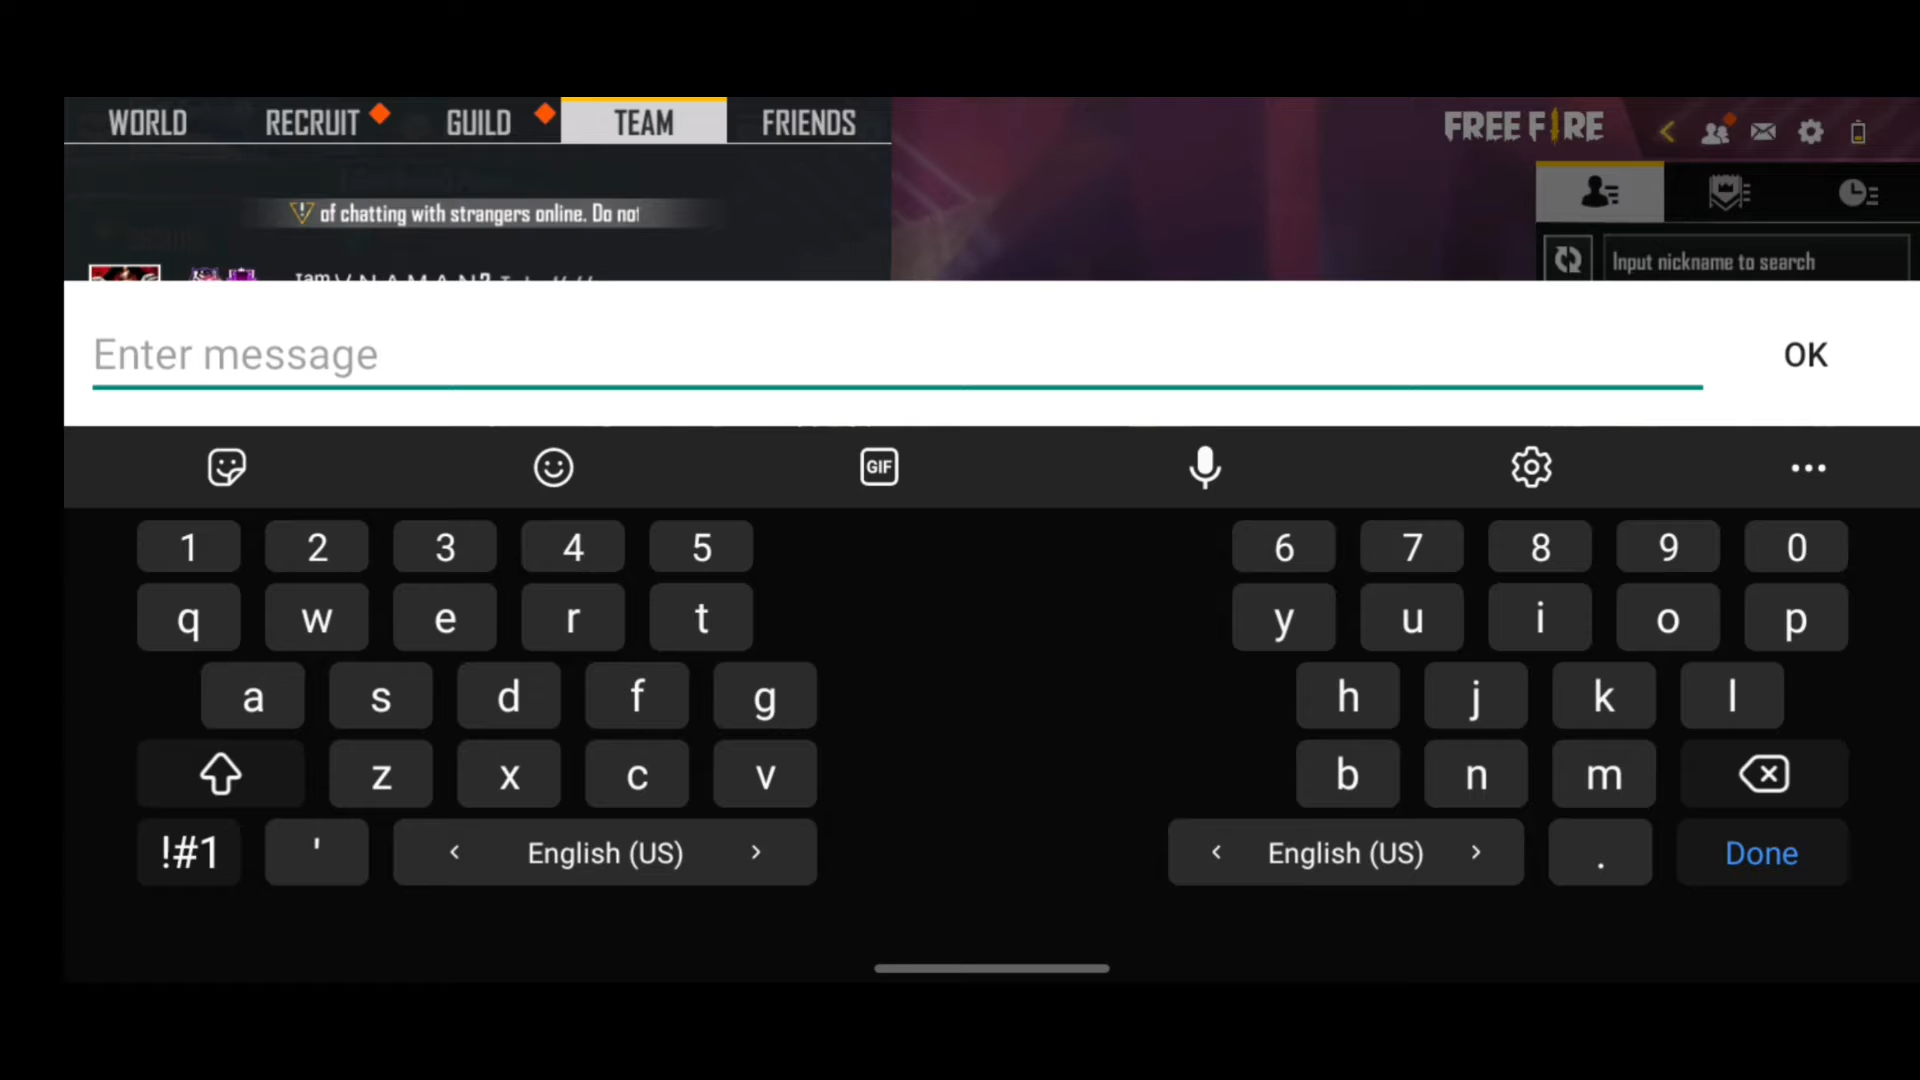 WORLD RECRUIT GUILD TEAM FRIENDS
FREE FIRE
of chatting with strangers online. Do not
Input nickname to search
Enter message
OK
GIF
1 2 3 4 5 6 7 8 9 0
q w e r t y u i o p
a s d f g h j k l
z x c v b n m
!#1 ' < English (US) > < English (US) > . Done